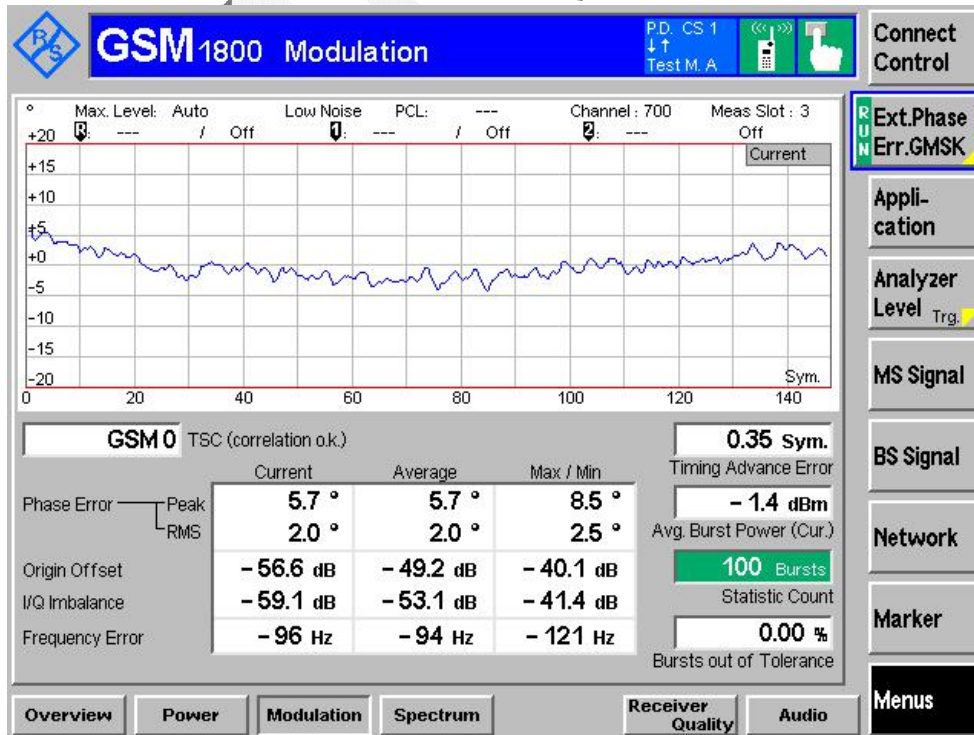 R&S GSM 1800 Modulation P.D. CS 1
↓↑
Test M. A
Connect Control
° Max. Level: Auto Low Noise PCL: --- Channel : 700 Meas Slot : 3
R: --- / Off 1: --- / Off 2: --- Off
Current
+20
+15
+10
+5
+0
-5
-10
-15
-20
Sym.
0 20 40 60 80 100 120 140
RUN Ext.Phase Err.GMSK
Appli-
cation
Analyzer Level Trg.
MS Signal
BS Signal
Network
Marker
Menus
GSM 0 TSC (correlation o.k.)
Current Average Max / Min
Phase Error Peak 5.7 ° 5.7 ° 8.5 °
RMS 2.0 ° 2.0 ° 2.5 °
Origin Offset - 56.6 dB - 49.2 dB - 40.1 dB
I/Q Imbalance - 59.1 dB - 53.1 dB - 41.4 dB
Frequency Error - 96 Hz - 94 Hz - 121 Hz
0.35 Sym.
Timing Advance Error
- 1.4 dBm
Avg. Burst Power (Cur.)
100 Bursts
Statistic Count
0.00 %
Bursts out of Tolerance
Overview Power Modulation Spectrum Receiver Quality Audio